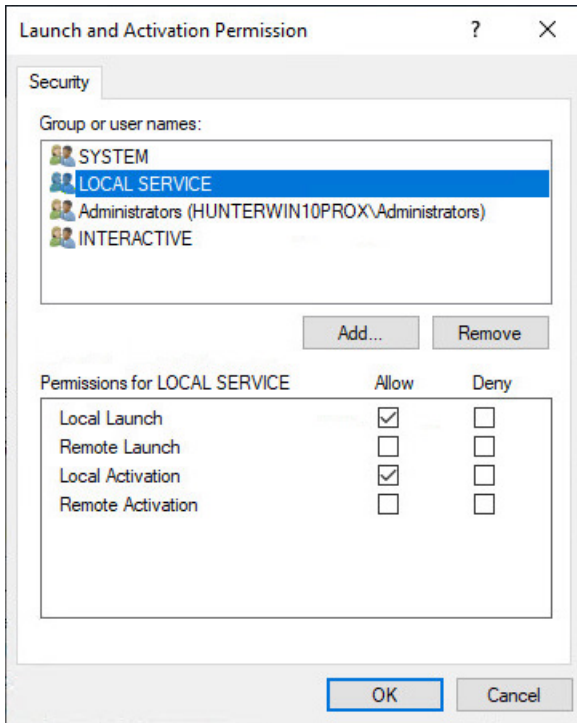 Launch and Activation Permission ? ✕
Security
Group or user names:
SYSTEM
LOCAL SERVICE
Administrators (HUNTERWIN10PROX\Administrators)
INTERACTIVE
Add... Remove
Permissions for LOCAL SERVICE Allow Deny
Local Launch
Remote Launch
Local Activation
Remote Activation
OK Cancel